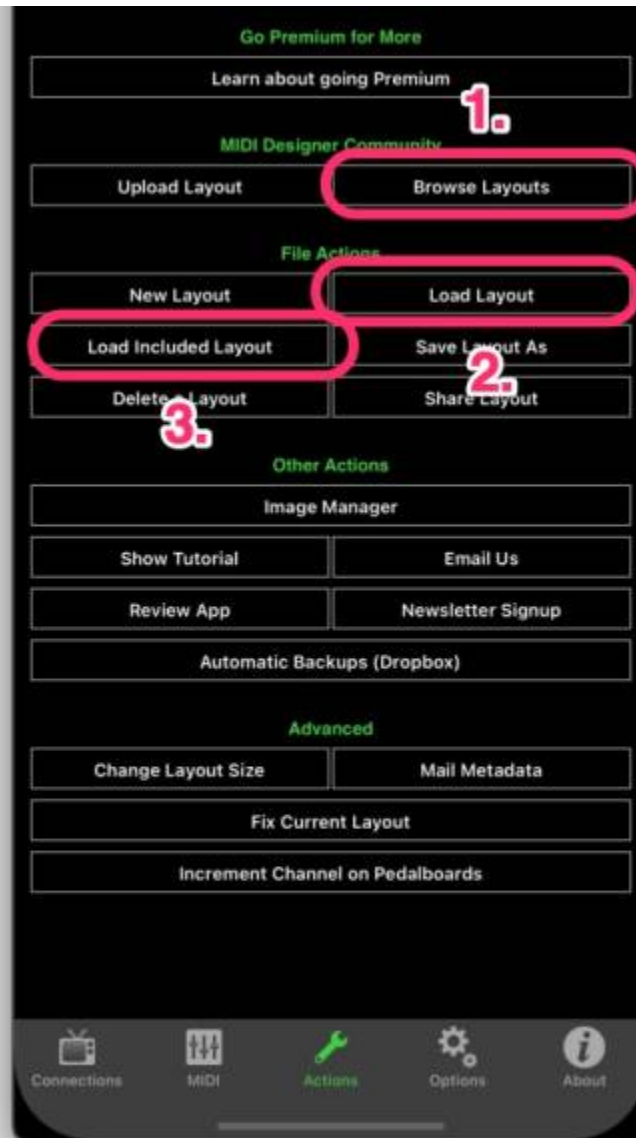 Go Premium for More
Learn about going Premium
1.
MIDI Designer Community
Upload Layout
Browse Layouts
File Actions
New Layout
Load Layout
Load Included Layout
Save Layout As
2.
Delete a Layout
Share Layout
3.
Other Actions
Image Manager
Show Tutorial
Email Us
Review App
Newsletter Signup
Automatic Backups (Dropbox)
Advanced
Change Layout Size
Mail Metadata
Fix Current Layout
Increment Channel on Pedalboards
Connections
MIDI
Actions
Options
About